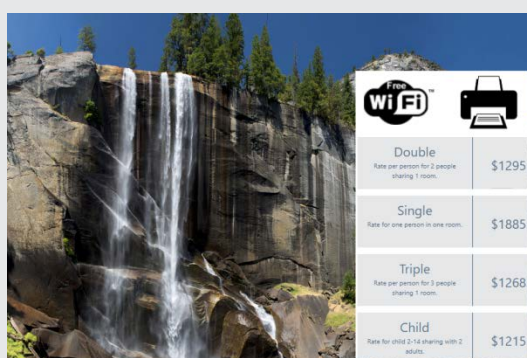 Free
WiFi™
Double
Rate per person for 2 people
sharing 1 room.
$1295
Single
Rate for one person in one room.
$1885
Triple
Rate per person for 3 people
sharing 1 room.
$1268
Child
Rate for child 2-14 sharing with 2
adults.
$1215